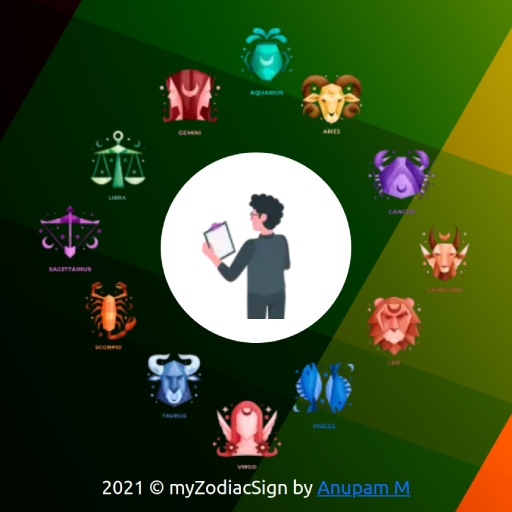 AQUARIUS
GEMINI
ARIES
LIBRA
CANCER
SAGITTARIUS
CAPRICORN
SCORPIO
LEO
TAURUS
PISCES
VIRGO
2021 © myZodiacSign by Anupam M